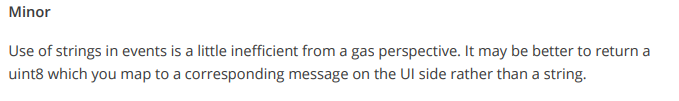 Minor
Use of strings in events is a little inefficient from a gas perspective. It may be better to return a
uint8 which you map to a corresponding message on the UI side rather than a string.